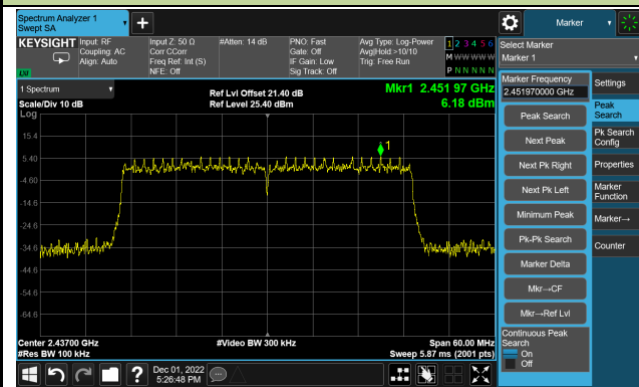 Spectrum Analyzer 1
Swept SA
Marker
KEYSIGHT
Input: RF
Coupling: AC
Align: Auto
Input Z: 50 Ω
Corr CCorr
Freq Ref: Int (S)
NFE: Off
#Atten: 14 dB
PNO: Fast
Gate: Off
IF Gain: Low
Sig Track: Off
Avg Type: Log-Power
Avg|Hold:>10/10
Trig: Free Run
1 2 3 4 5 6
M W W W W W
P N N N N N
Select Marker
Marker 1
LXI
1 Spectrum
Scale/Div 10 dB
Log
Ref Lvl Offset 21.40 dB
Ref Level 25.40 dBm
Mkr1 2.451 97 GHz
6.18 dBm
Marker Frequency
2.451970000 GHz
Settings
Peak Search
Next Peak
Next Pk Right
Next Pk Left
Minimum Peak
Pk-Pk Search
Marker Delta
Mkr→CF
Mkr→Ref Lvl
Continuous Peak
Search
On
Off
Peak
Search
Pk Search
Config
Properties
Marker
Function
Marker→
Counter
15.4
5.40
-4.60
-14.6
-24.6
-34.6
-44.6
-54.6
-64.6
1
Center 2.43700 GHz
#Res BW 100 kHz
#Video BW 300 kHz
Span 60.00 MHz
Sweep 5.87 ms (2001 pts)
?
Dec 01, 2022
5:26:48 PM